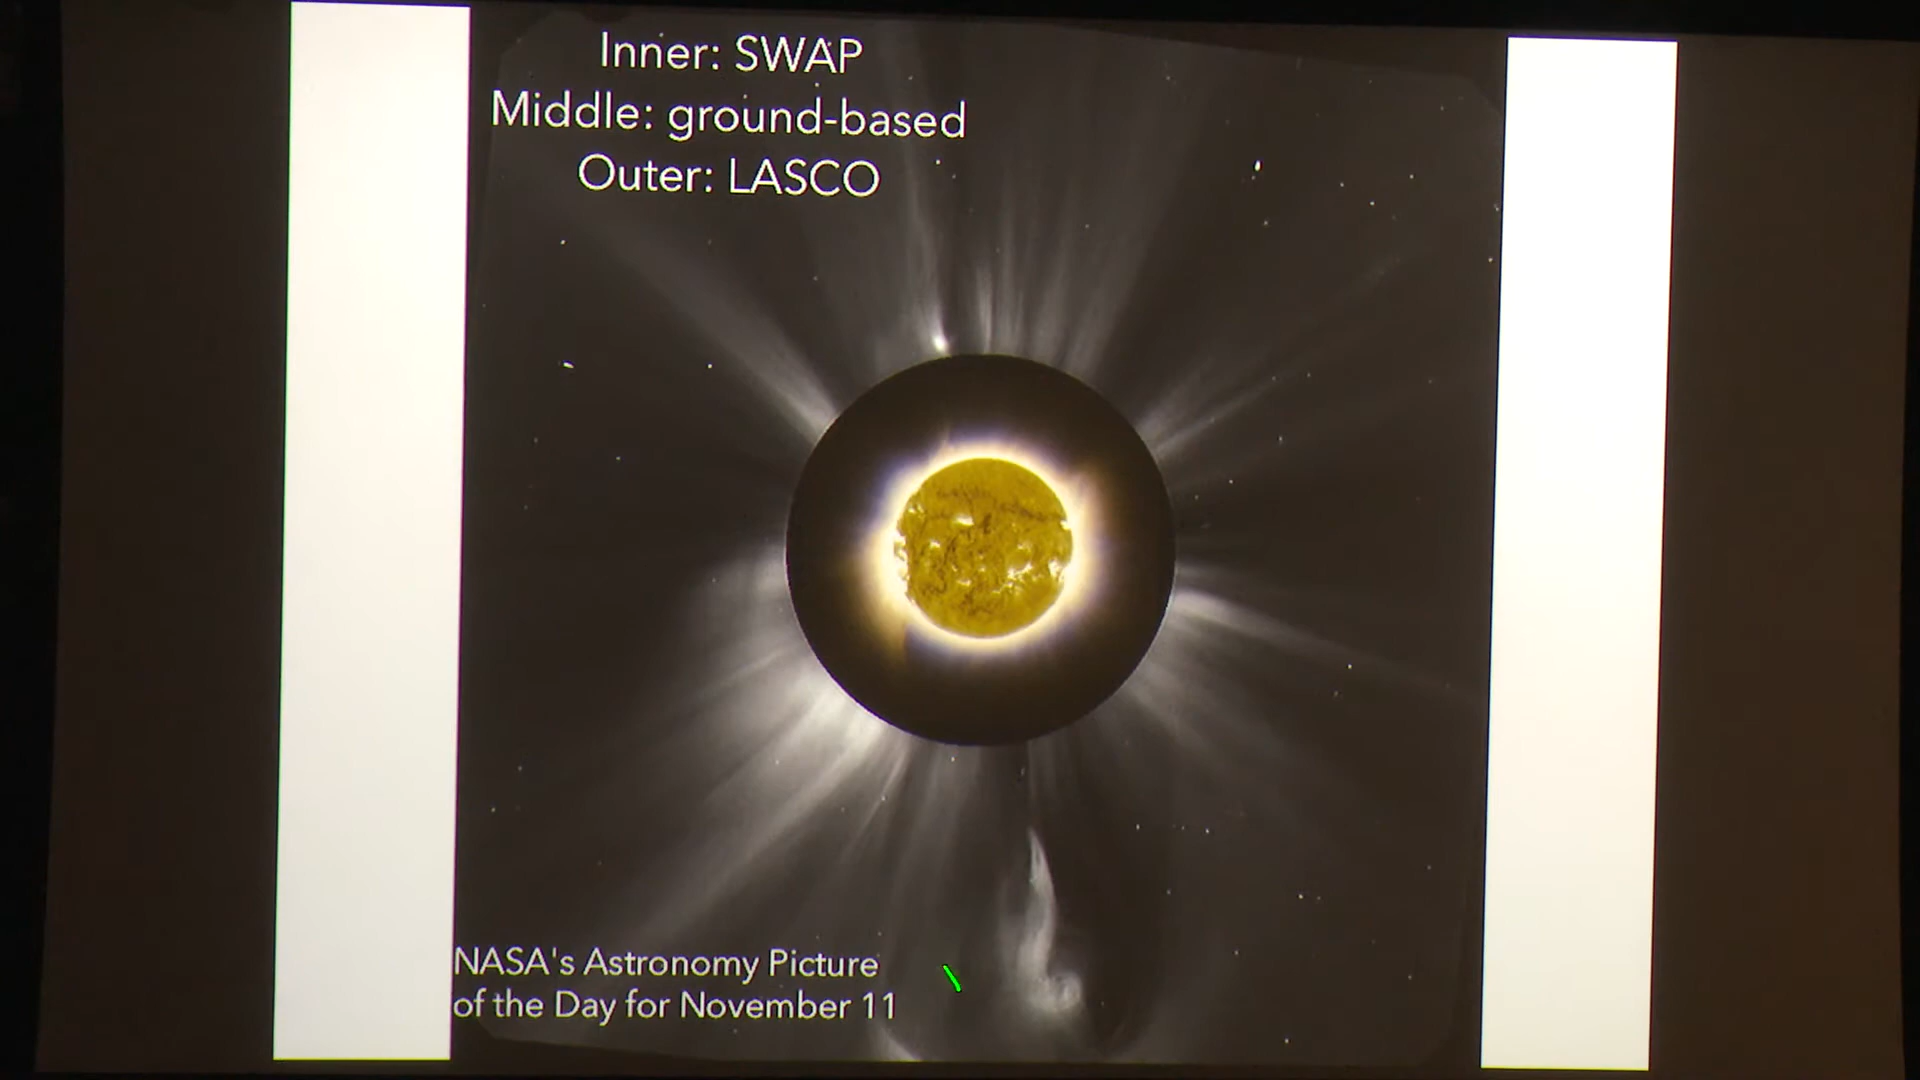 Inner: SWAP
Middle: ground-based
Outer: LASCO
NASA's Astronomy Picture
of the Day for November 11